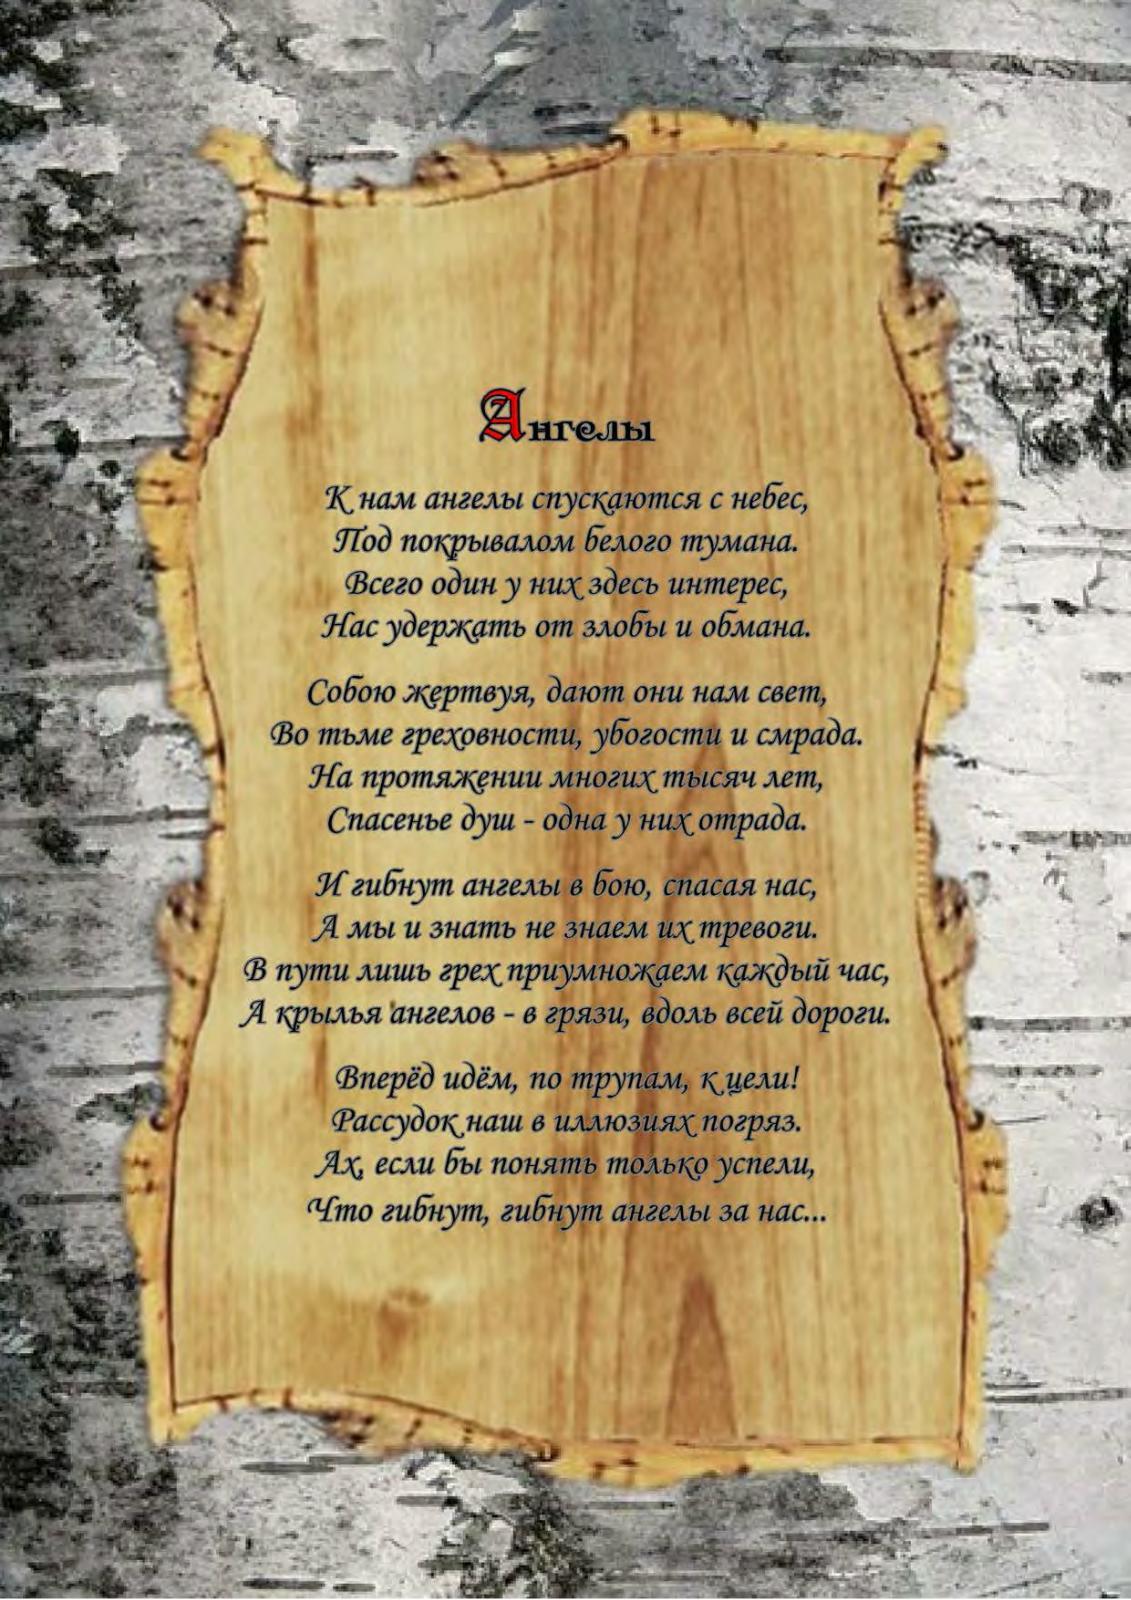 Ангелы
К нам ангелы спускаются с небес,
Под покрывалом белого тумана.
Всего один у них здесь интерес,
Нас удержать от злобы и обмана.
Собою жертвуя, дают они нам свет,
Во тьме греховности, убогости и смрада.
На протяжении многих тысяч лет,
Спасенье душ - одна у них отрада.
И гибнут ангелы в бою, спасая нас,
А мы и знать не знаем их тревоги.
В пути лишь грех приумножаем каждый час,
А крылья ангелов - в грязи, вдоль всей дороги.
Вперёд идём, по трупам, к цели!
Рассудок наш в иллюзиях погряз.
Ах, если бы понять только успели,
Что гибнут, гибнут ангелы за нас...